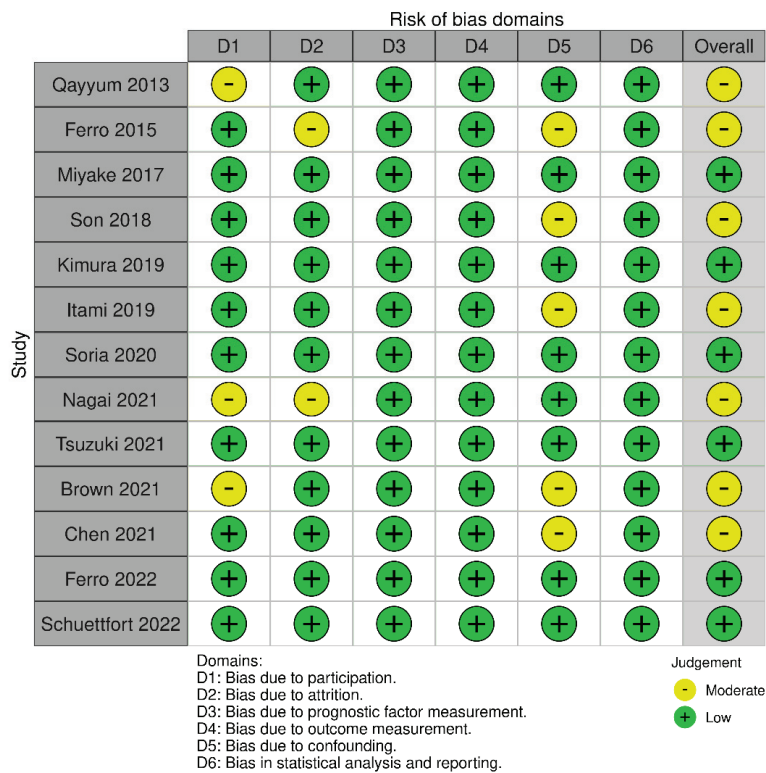 Risk of bias domains
D1 D2 D3 D4 D5 D6 Overall
Study
Qayyum 2013 - + + + + + -
Ferro 2015 + - + + - + -
Miyake 2017 + + + + + + +
Son 2018 + + + + - + -
Kimura 2019 + + + + + + +
Itami 2019 + + + + - + -
Soria 2020 + + + + + + +
Nagai 2021 - - + + + + -
Tsuzuki 2021 + + + + + + +
Brown 2021 - + + + - + -
Chen 2021 + + + + - + -
Ferro 2022 + + + + + + +
Schuettfort 2022 + + + + + + +
Domains:
D1: Bias due to participation.
D2: Bias due to attrition.
D3: Bias due to prognostic factor measurement.
D4: Bias due to outcome measurement.
D5: Bias due to confounding.
D6: Bias in statistical analysis and reporting.
Judgement
- Moderate
+ Low